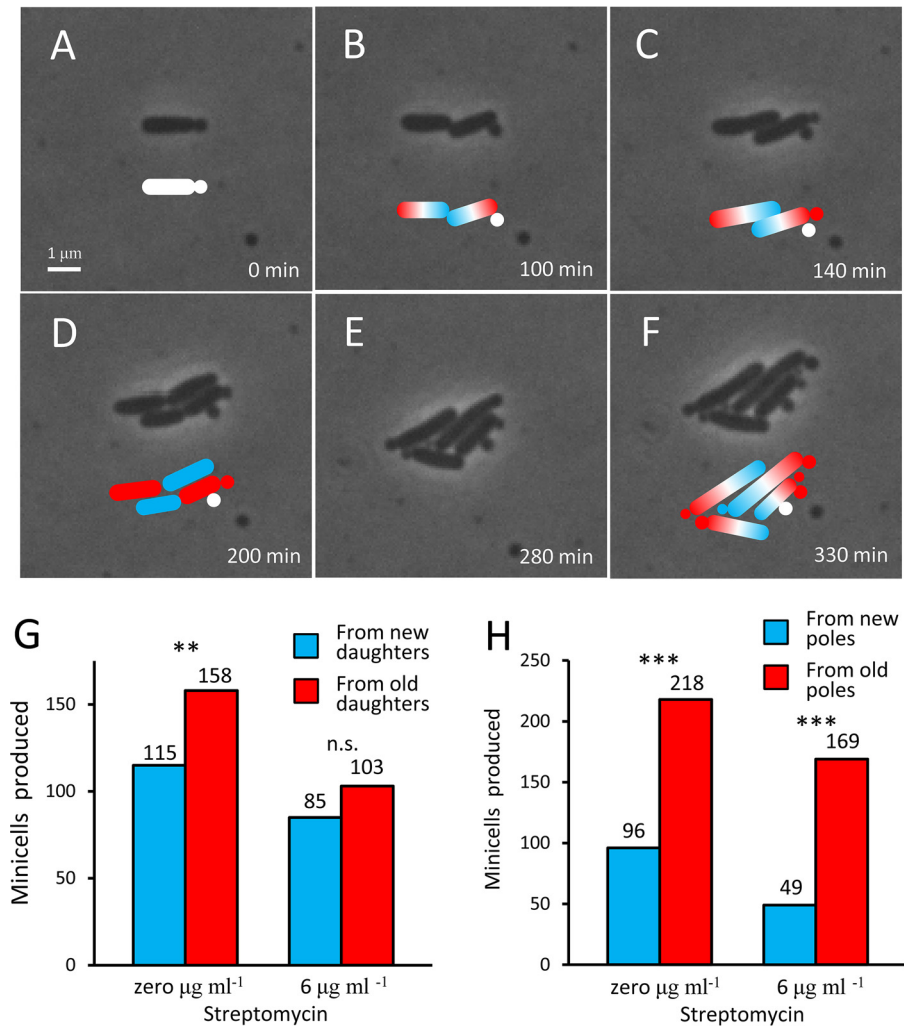 A
B
C
1 μm
0 min
100 min
140 min
D
E
F
200 min
280 min
330 min
G
From new
daughters
From old
daughters
**
158
115
n.s.
103
85
150
100
50
0
Minicells produced
zero μg ml -1
6 μg ml -1
Streptomycin
H
From new
poles
From old
poles
250
200
150
100
50
0
***
218
***
169
96
49
Minicells produced
zero μg ml -1
6 μg ml -1
Streptomycin